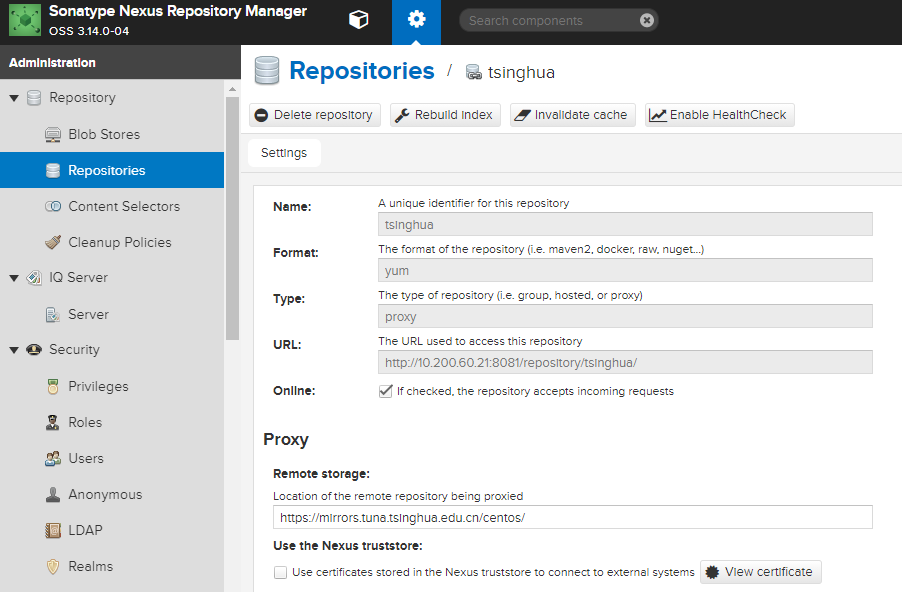 Sonatype Nexus Repository Manager
OSS 3.14.0-04
Search components
Administration
Repository
Blob Stores
Repositories
Content Selectors
Cleanup Policies
IQ Server
Server
Security
Privileges
Roles
Users
Anonymous
LDAP
Realms
Repositories / tsinghua
Delete repository Rebuild index Invalidate cache Enable HealthCheck
Settings
Name: A unique identifier for this repository
tsinghua
Format: The format of the repository (i.e. maven2, docker, raw, nuget...)
yum
Type: The type of repository (i.e. group, hosted, or proxy)
proxy
URL: The URL used to access this repository
http://10.200.60.21:8081/repository/tsinghua/
Online: If checked, the repository accepts incoming requests
Proxy
Remote storage:
Location of the remote repository being proxied
https://mirrors.tuna.tsinghua.edu.cn/centos/
Use the Nexus truststore:
Use certificates stored in the Nexus truststore to connect to external systems View certificate